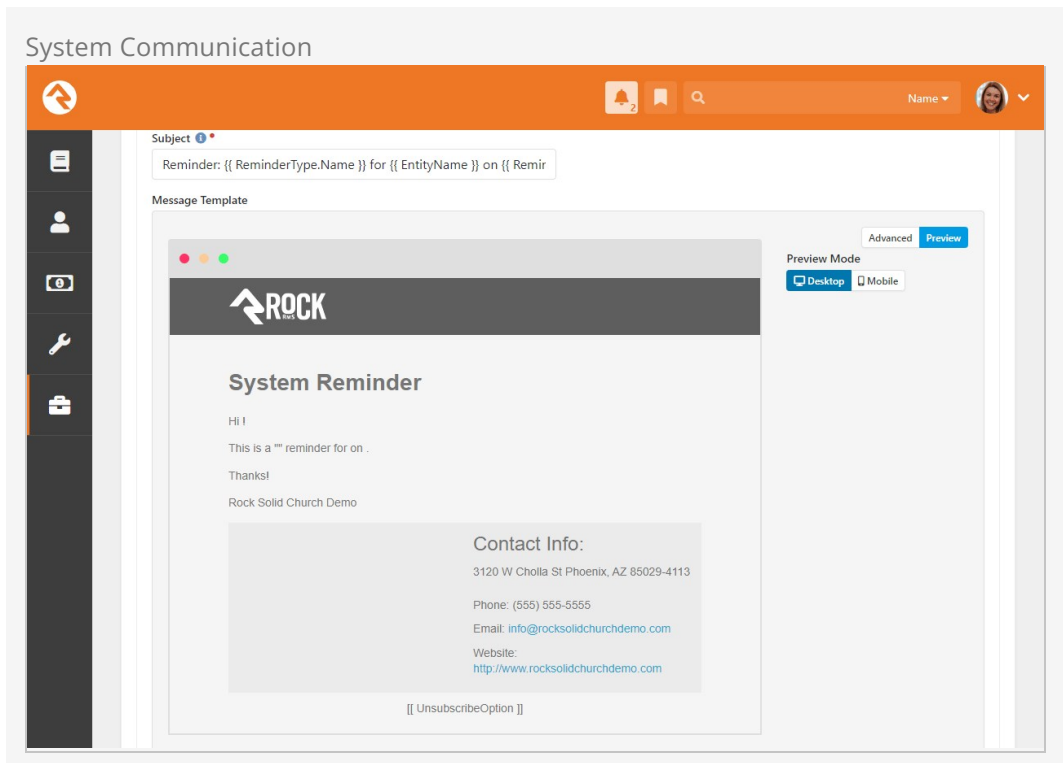 System Communication
2
Name
Subject
Reminder: {{ ReminderType.Name }} for {{ EntityName }} on {{ Remir
Message Template
Advanced Preview
Preview Mode
Desktop Mobile
ROCK
RMS
System Reminder
Hi !
This is a "" reminder for on .
Thanks!
Rock Solid Church Demo
Contact Info:
3120 W Cholla St Phoenix, AZ 85029-4113
Phone: (555) 555-5555
Email: info@rocksolidchurchdemo.com
Website:
http://www.rocksolidchurchdemo.com
[[ UnsubscribeOption ]]